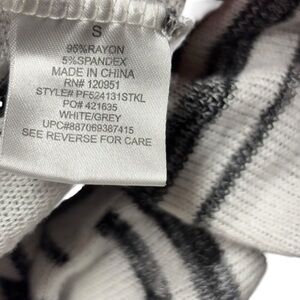 S
95%RAYON
5%SPANDEX
MADE IN CHINA
RN# 120951
STYLE# PF524131STKL
PO# 421635
WHITE/GREY
UPC#887069387415
SEE REVERSE FOR CARE